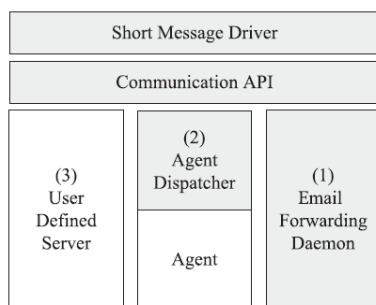 Short Message Driver
Communication API
(3)
User
Defined
Server
(2)
Agent
Dispatcher
Agent
(1)
Email
Forwarding
Daemon